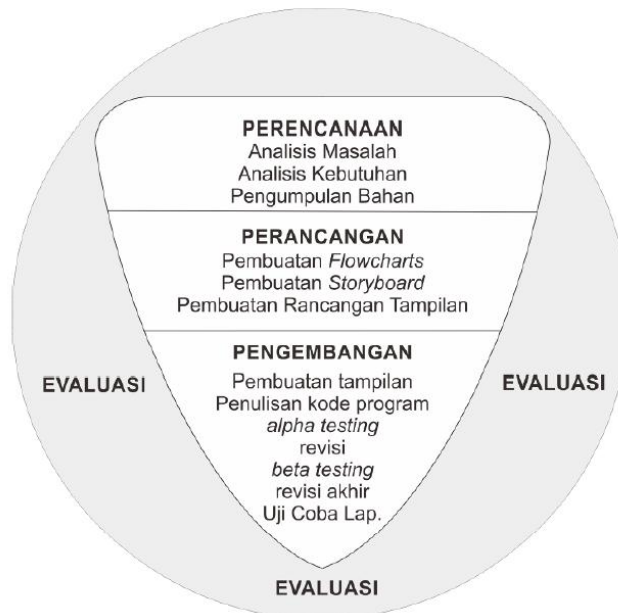 PERENCANAAN
Analisis Masalah
Analisis Kebutuhan
Pengumpulan Bahan
PERANCANGAN
Pembuatan Flowcharts
Pembuatan Storyboard
Pembuatan Rancangan Tampilan
PENGEMBANGAN
Pembuatan tampilan
Penulisan kode program
alpha testing
revisi
beta testing
revisi akhir
Uji Coba Lap.
EVALUASI
EVALUASI
EVALUASI